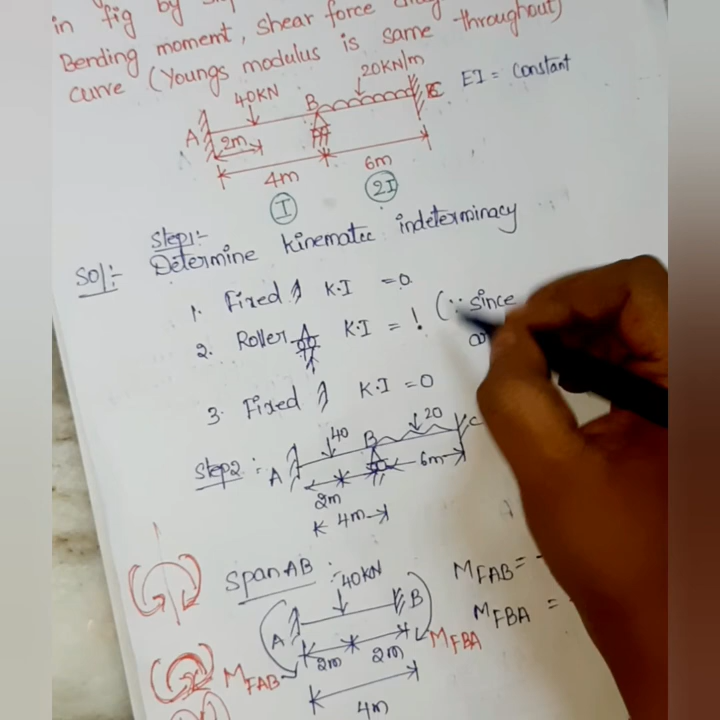 in fig by
Bending moment, shear force
curve (Youngs modulus is same throughout)
40KN B 20KN/m EI = constant
A 2m
4m 6m
I 2I
Step1:-
Sol:- Determine kinematec indeterminacy
1. Fixed K.I = 0
2. Roller K.I = 1 (∵ since
3. Fixed K.I = 0
Step2 :- A 40 B 20 C
2m 6m
4m
Span AB :- 40KN MFAB =
A B MFBA =
2m 2m MFBA
MFAB
4m